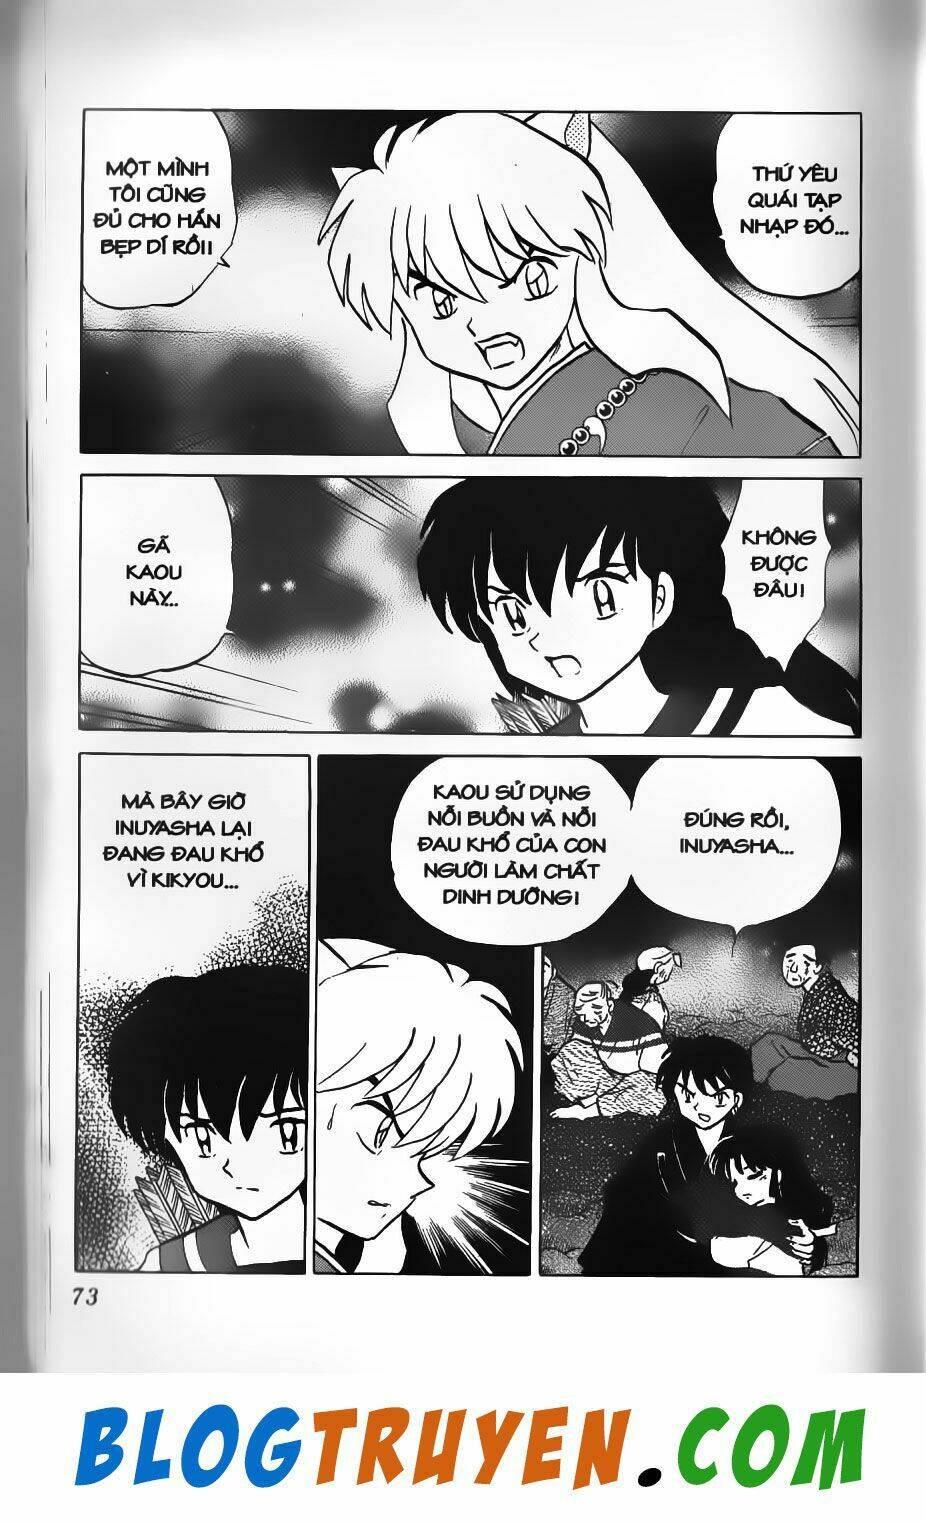 THỨ YÊU
QUÁI TẠP
NHẠP ĐÓ...
MỘT MÌNH
TÔI CŨNG
ĐỦ CHO HẮN
BẸP DÍ RỒI!
KHÔNG
ĐƯỢC
ĐÂU!
GÃ
KAOU
NÀY...
ĐÚNG RỒI,
INUYASHA...
KAOU SỬ DỤNG
NỖI BUỒN VÀ NỖI
ĐAU KHỔ CỦA CON
NGƯỜI LÀM CHẤT
DINH DƯỠNG!
MÀ BÂY GIỜ
INUYASHA LẠI
ĐANG ĐAU KHỔ
VÌ KIKYOU...
73
BLOGTRUYEN.COM